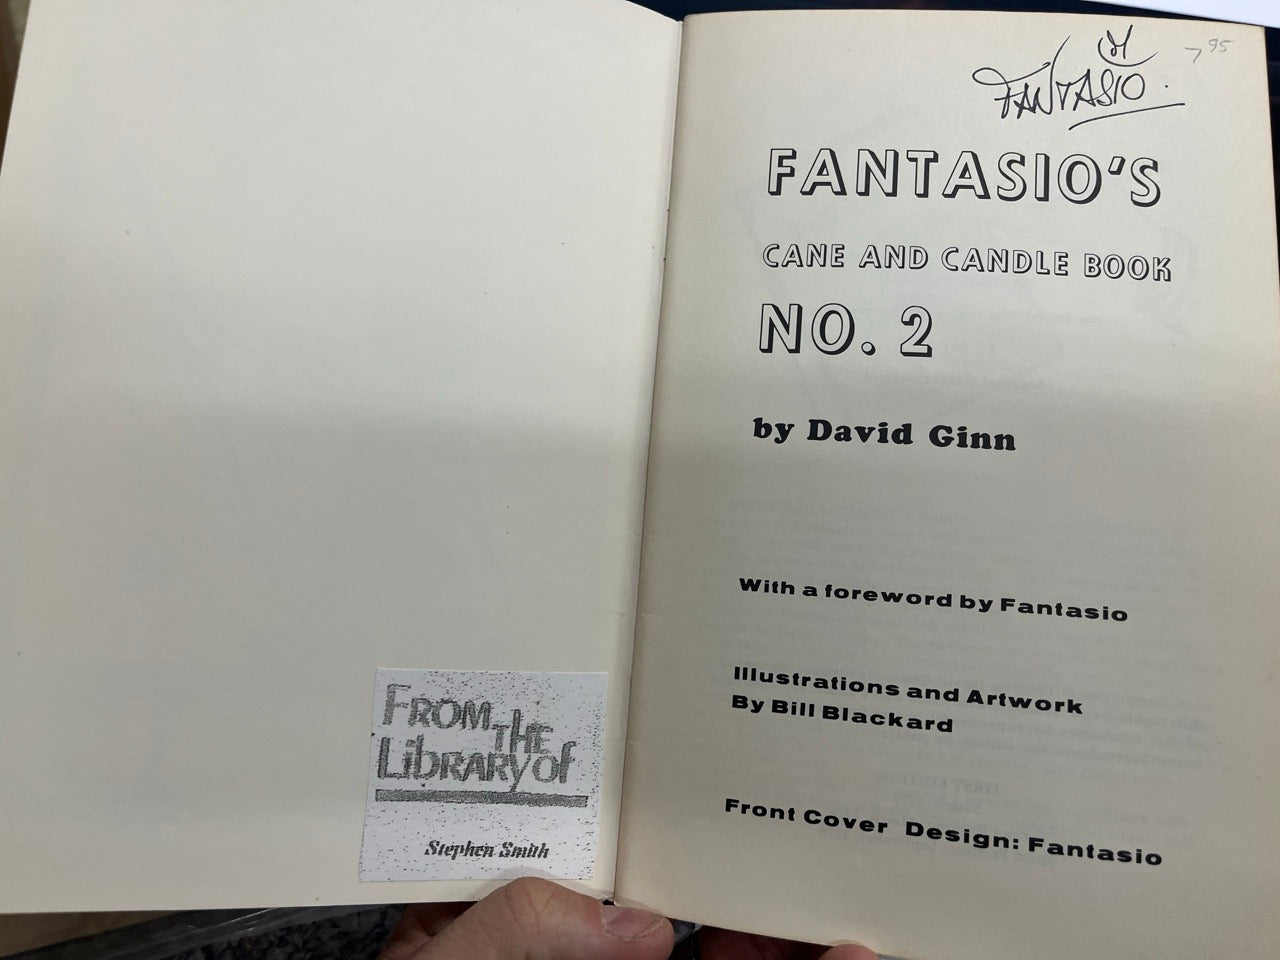 FROM THE
LibRARy of
Stephen Smith
FANTASIO
7 95
FANTASIO'S
CANE AND CANDLE BOOK
NO. 2
by David Ginn
With a foreword by Fantasio
Illustrations and Artwork
By Bill Blackard
Front Cover Design: Fantasio